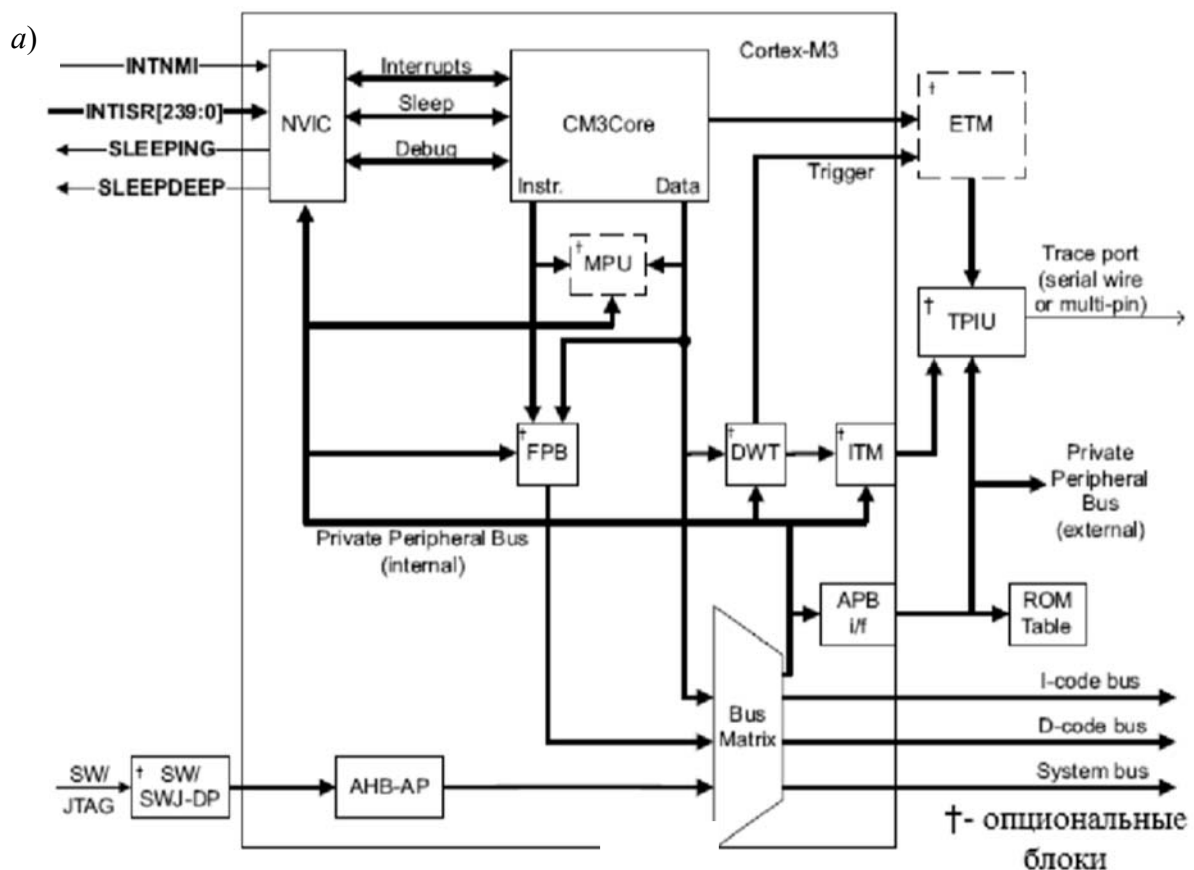 а)
Cortex-M3
INTNMI
INTISR[239:0]
SLEEPING
SLEEPDEEP
NVIC
Interrupts
Sleep
Debug
CM3Core
Instr.
Data
†
ETM
Trigger
†
MPU
Trace port
(serial wire
or multi-pin)
†
TPIU
†
FPB
†
DWT
†
ITM
Private
Peripheral
Bus
(external)
Private Peripheral Bus
(internal)
APB
i/f
ROM
Table
Bus
Matrix
I-code bus
D-code bus
System bus
SW/
JTAG
†
SW/
SWJ-DP
AHB-AP
†- опциональные
блоки